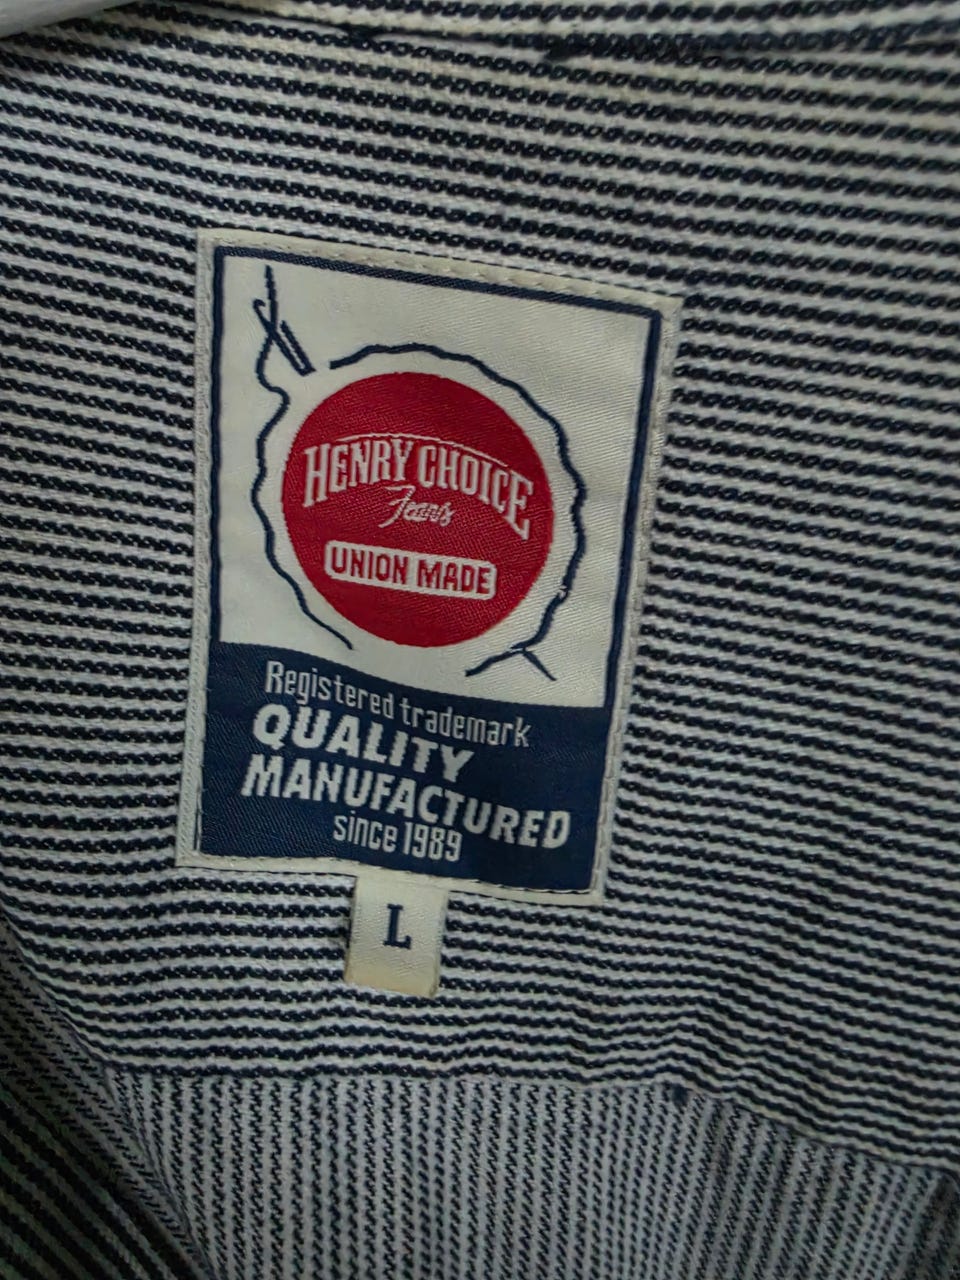 HENRY CHOICE
Jeans
UNION MADE
Registered trademark
QUALITY
MANUFACTURED
since 1989
L